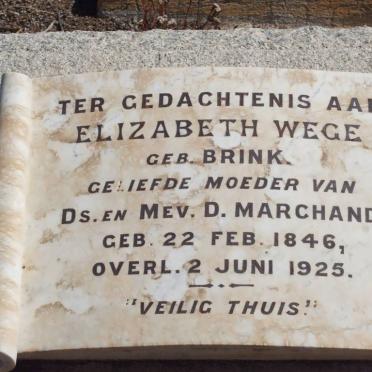 TER GEDACHTENIS AAN
ELIZABETH WEGE
GEB. BRINK.
GELIEFDE MOEDER VAN
DS. EN MEV. D. MARCHAND
GEB. 22 FEB. 1846,
OVERL. 2 JUNI 1925.
"VEILIG THUIS."